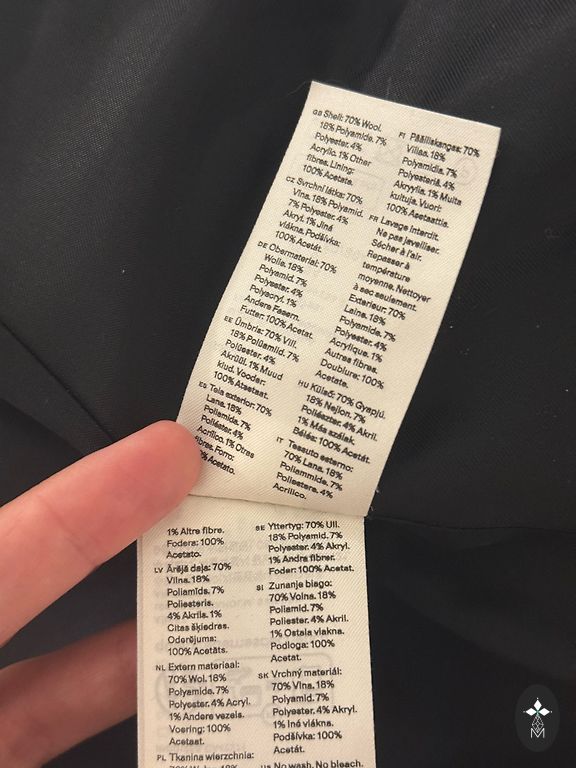 GB Shell: 70% Wool.
18% Polyamide. 7%
Polyester. 4%
Acrylic. 1% Other
fibres. Lining:
100% Acetate.
CZ Svrchní látka: 70%
Vlna. 18% Polyamid.
7% Polyester. 4%
Akryl. 1% Jiné
vlákna. Podšívka:
100% Acetát.
DE Obermaterial: 70%
Wolle. 18%
Polyamid. 7%
Polyester. 4%
Polyacryl. 1%
Andere Fasern.
Futter: 100% Acetat.
EE Ümbris: 70% Vill.
18% Polüamiid. 7%
Polüester. 4%
Akrüül. 1% Muud
kiud. Vooder:
100% Atsetaat.
ES Tela exterior: 70%
Lana. 18%
Poliamida. 7%
Poliéster. 4%
Acrílico. 1% Otras
fibras. Forro:
Acetato.
FI Päällikangas: 70%
Villaa. 18%
Polyamidia. 7%
Polyesteriä. 4%
Akryylia. 1% Muita
kuituja. Vuori:
100% Asetaattia.
FR Lavage interdit.
Ne pas javelliser.
Sécher à l'air.
Repasser à
température
moyenne. Nettoyer
à sec seulement.
Exterieur: 70%
Laine. 18%
Polyamide. 7%
Polyester. 4%
Acrylique. 1%
Autres fibres.
Doublure: 100%
Acetate.
HU Külső: 70% Gyapjú.
18% Nejlon. 7%
Poliészter. 4% Akril.
1% Más szálak.
Bélés: 100% Acetát.
IT Tessuto esterno:
70% Lana. 18%
Poliammide. 7%
Poliestere. 4%
Acrilico.
1% Altre fibre.
Fodera: 100%
Acetato.
LV Ārējā daļa: 70%
Vilna. 18%
Poliamīds. 7%
Poliesteris.
4% Akrils. 1%
Citas šķiedras.
Oderējums:
100% Acetāts.
NL Extern materiaal:
70% Wol. 18%
Polyamide. 7%
Polyester. 4% Acryl.
1% Andere vezels.
Voering: 100%
Acetaat.
PL Tkanina wierzchnia:
SE Yttertyg: 70% Ull.
18% Polyamid. 7%
Polyester. 4% Akryl.
1% Andra fibrer.
Foder: 100% Acetat.
SI Zunanje blago:
70% Volna. 18%
Poliamid. 7%
Poliester. 4% Akril.
1% Ostala vlakna.
Podloga: 100%
Acetat.
SK Vrchný materiál:
70% Vlna. 18%
Polyamid. 7%
Polyester. 4% Akryl.
1% Iné vlákna.
Podšívka: 100%
Acetát.
US No wash. No bleach.
M